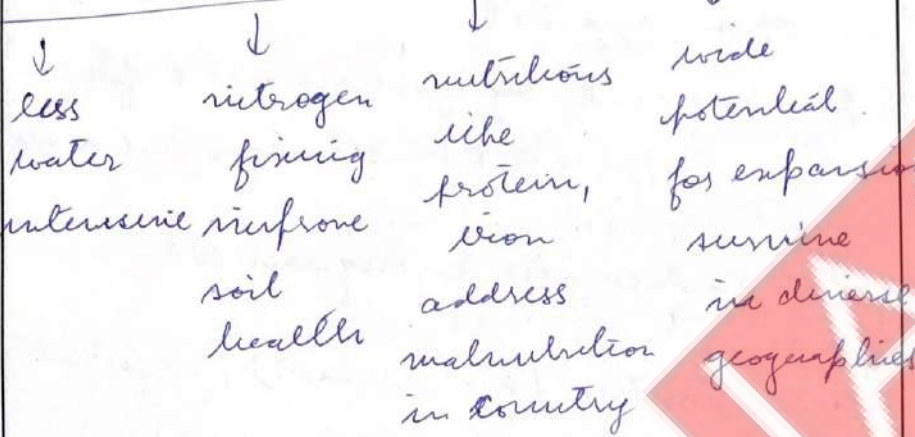 less
water
intensive
nitrogen
fixing
improve
soil
health
nutritious
like
protein,
iron
address
malnutrition
in country
wide
potential
for expansion
survive
in diverse
geographies